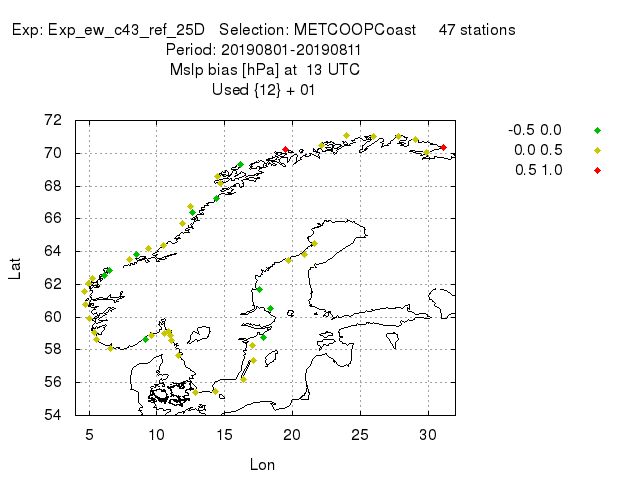 Exp: Exp_ew_c43_ref_25D   Selection: METCOOPCoast     47 stations
Period: 20190801-20190811
Mslp bias [hPa] at  13 UTC
Used {12} + 01
-0.5 0.0
0.0 0.5
0.5 1.0
72
70
68
66
64
62
60
58
56
54
Lat
5 10 15 20 25 30
Lon